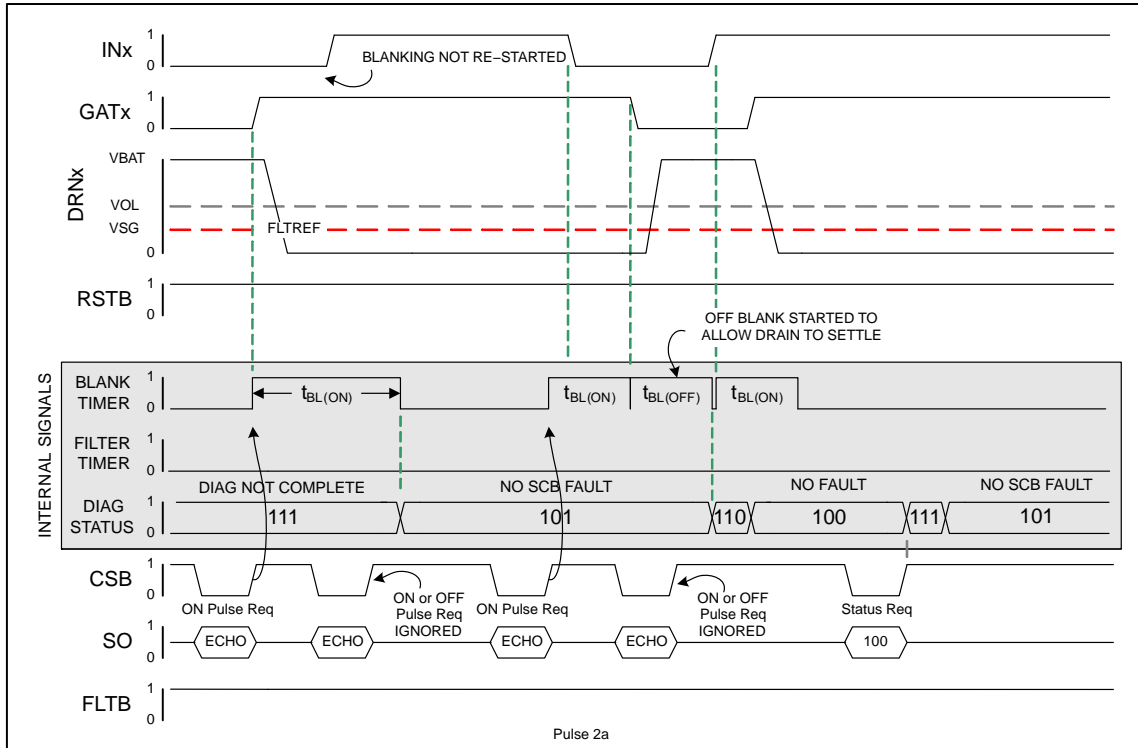 INx
1
0
BLANKING NOT RE–STARTED
GATx
1
0
DRNx
VBAT
VOL
VSG
FLTREF
0
RSTB
1
0
OFF BLANK STARTED TO
ALLOW DRAIN TO SETTLE
INTERNAL SIGNALS
BLANK
TIMER
1
0
tBL(ON)
tBL(ON)
tBL(OFF)
tBL(ON)
FILTER
TIMER
1
0
DIAG NOT COMPLETE
NO SCB FAULT
NO FAULT
NO SCB FAULT
DIAG
STATUS
1
0
111
101
110
100
111
101
CSB
1
0
ON Pulse Req
ON or OFF
Pulse Req
IGNORED
ON Pulse Req
ON or OFF
Pulse Req
IGNORED
Status Req
SO
1
0
ECHO
ECHO
ECHO
ECHO
100
FLTB
1
0
Pulse 2a